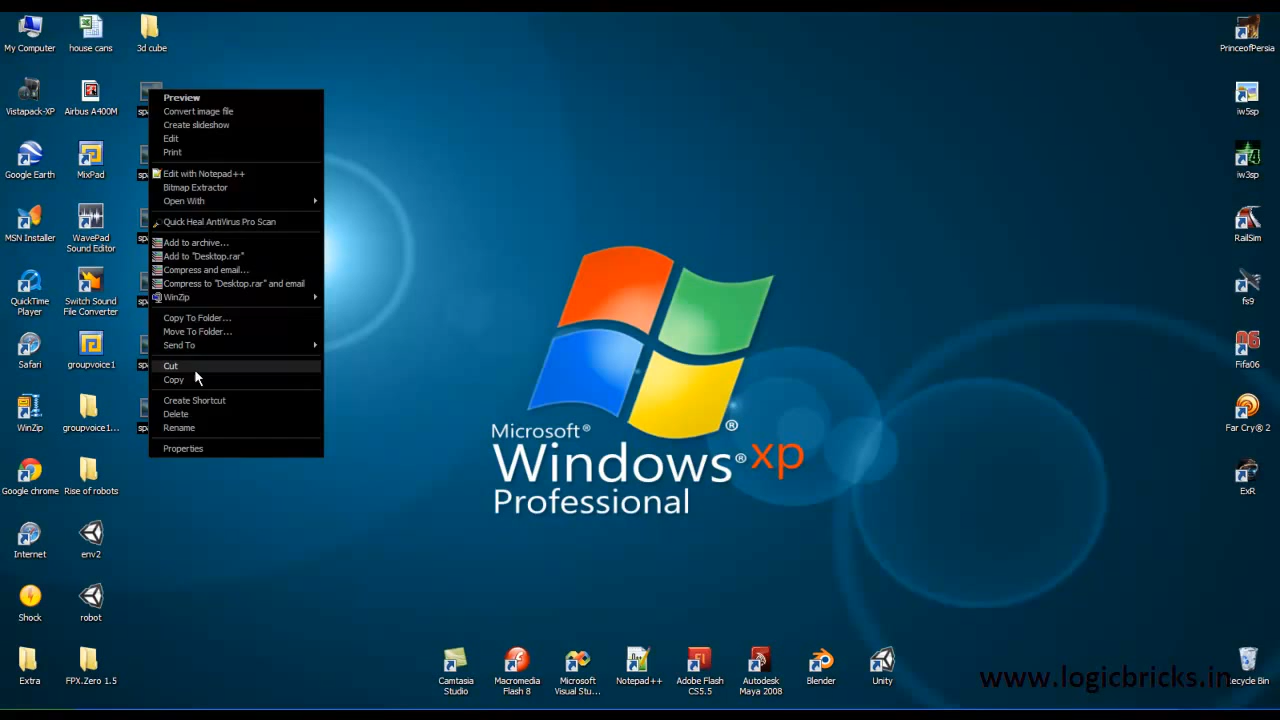 My Computer
house cans
3d cube
PrinceofPersia
Vistapack-XP
Airbus A400M
iw5sp
Preview
Convert image file
Create slideshow
Edit
Print
Edit with Notepad++
Bitmap Extractor
Open With
Quick Heal AntiVirus Pro Scan
Add to archive...
Add to "Desktop.rar"
Compress and email...
Compress to "Desktop.rar" and email
WinZip
Copy To Folder...
Move To Folder...
Send To
Cut
Copy
Create Shortcut
Delete
Rename
Properties
Google Earth
MixPad
iw3sp
MSN Installer
WavePad
Sound Editor
RailSim
QuickTime
Player
Switch Sound
File Converter
fs9
Safari
groupvoice1
Fifa06
WinZip
groupvoice1...
Far Cry® 2
Google chrome
Rise of robots
ExR
Internet
env2
Shock
robot
Extra
FPX.Zero 1.5
Microsoft®
Windows® xp
Professional
Camtasia
Studio
Macromedia
Flash 8
Microsoft
Visual Stu...
Notepad++
Adobe Flash
CS5.5
Autodesk
Maya 2008
Blender
Unity
Recycle Bin
www.logicbricks.in